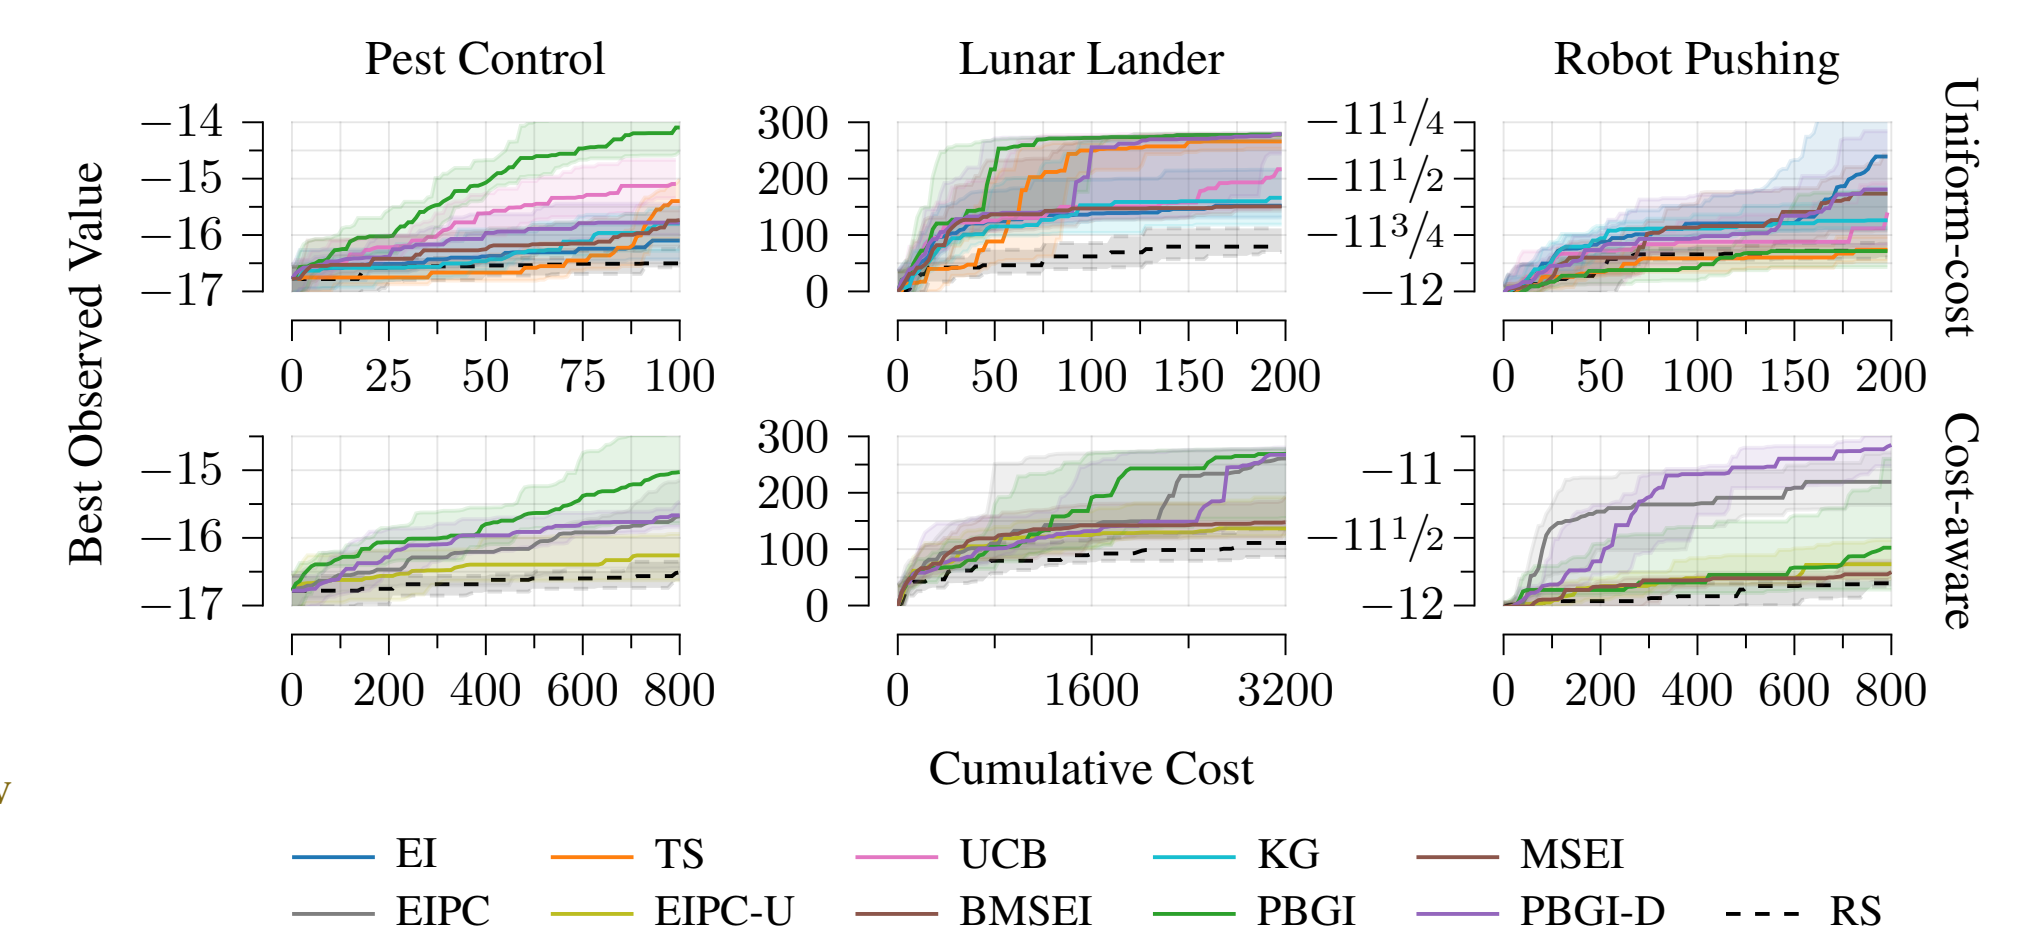 Pest Control
Lunar Lander
Robot Pushing
Best Observed Value
−14
−15
−16
−17
0 25 50 75 100
300
200
100
0
0 50 100 150 200
−11¹/4
−11¹/2
−11³/4
−12
0 50 100 150 200
Uniform-cost
−15
−16
−17
0 200 400 600 800
300
200
100
0
0 1600 3200
−11
−11¹/2
−12
0 200 400 600 800
Cost-aware
Cumulative Cost
EI TS UCB KG MSEI
EIPC EIPC-U BMSEI PBGI PBGI-D RS